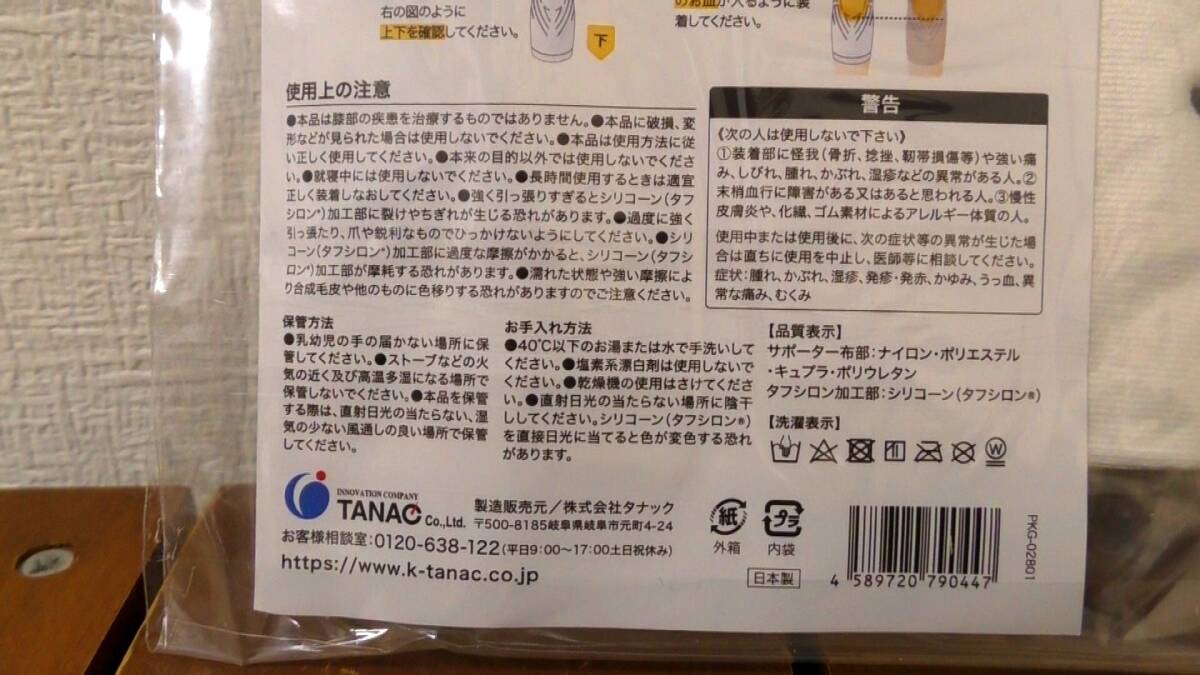 右の図のように
上下を確認してください。
下
のお皿が入るように装
着してください。
使用上の注意
●本品は膝部の疾患を治療するものではありません。●本品に破損、変
形などが見られた場合は使用しないでください。●本品は使用方法に従
い正しく使用してください。●本来の目的以外では使用しないでくださ
い。●就寝中には使用しないでください。●長時間使用するときは適宜
正しく装着しなおしてください。●強く引っ張りすぎるとシリコーン(タフ
シロン®)加工部に裂けやちぎれが生じる恐れがあります。●過度に強く
引っ張たり、爪や鋭利なものでひっかけないようにしてください。●シリ
コーン(タフシロン®)加工部に過度な摩擦がかかると、シリコーン(タフシ
ロン®)加工部が摩耗する恐れがあります。●濡れた状態や強い摩擦によ
り合成毛皮や他のものに色移りする恐れがありますのでご注意ください。
警告
《次の人は使用しないで下さい》
①装着部に怪我(骨折、捻挫、靭帯損傷等)や強い痛
み、しびれ、腫れ、かぶれ、湿疹などの異常がある人。②
末梢血行に障害がある又はあると思われる人。③慢性
皮膚炎や、化繊、ゴム素材によるアレルギー体質の人。
使用中または使用後に、次の症状等の異常が生じた場
合は直ちに使用を中止し、医師等に相談してください。
症状:腫れ、かぶれ、湿疹、発疹・発赤、かゆみ、うっ血、異
常な痛み、むくみ
保管方法
●乳幼児の手の届かない場所に保
管してください。●ストーブなどの火
気の近く及び高温多湿になる場所で
保管しないでください。●本品を保管
する際は、直射日光の当たらない、湿
気の少ない風通しの良い場所で保管
してください。
お手入れ方法
●40℃以下のお湯または水で手洗いして
ください。●塩素系漂白剤は使用しないで
ください。●乾燥機の使用はさけてくださ
い。●直射日光の当たらない場所に陰干
ししてください。シリコーン(タフシロン®)
を直接日光に当てると色が変色する恐れ
があります。
【品質表示】
サポーター布部:ナイロン・ポリエステル
・キュプラ・ポリウレタン
タフシロン加工部:シリコーン(タフシロン®)
【洗濯表示】
W
INNOVATION COMPANY
TANAC Co.,Ltd.
製造販売元/株式会社タナック
〒500-8185岐阜県岐阜市元町4-24
お客様相談室:0120-638-122(平日9:00〜17:00土日祝休み)
https://www.k-tanac.co.jp
紙
外箱
プラ
内袋
日本製
4 589720 790447
PKG-02801